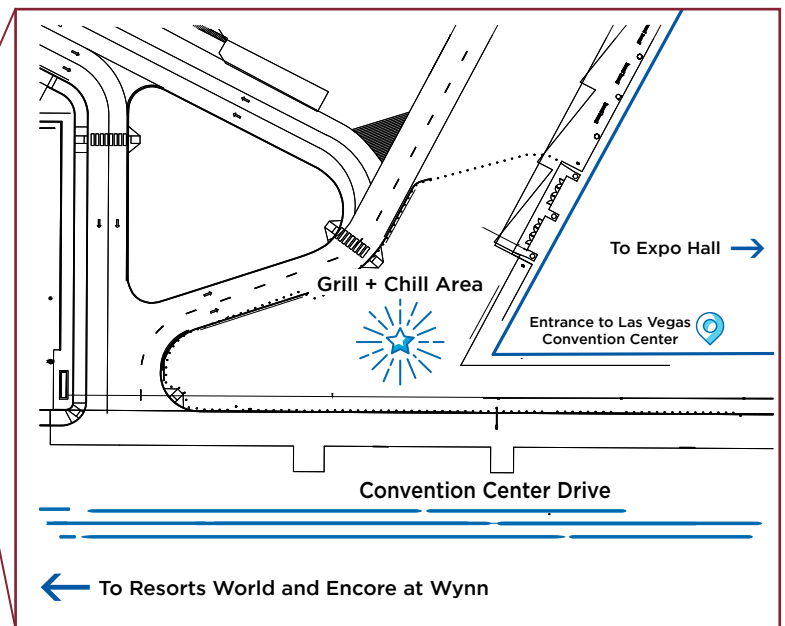 To Expo Hall
Grill + Chill Area
Entrance to Las Vegas
Convention Center
Convention Center Drive
To Resorts World and Encore at Wynn